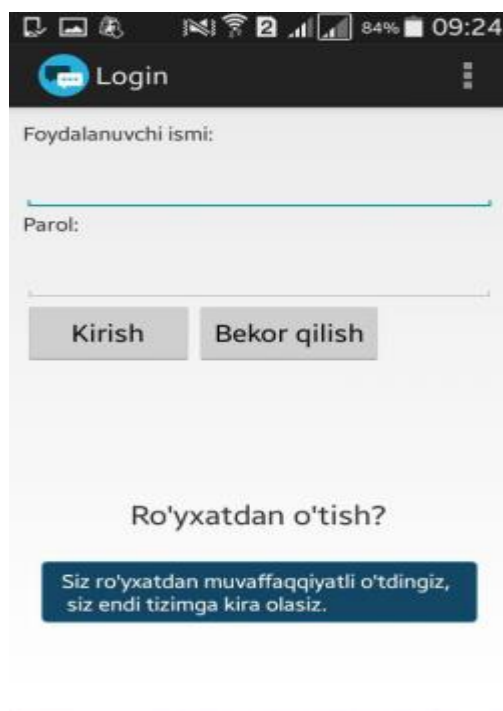 2 84% 09:24
Login
Foydalanuvchi ismi:
Parol:
Kirish Bekor qilish
Ro'yxatdan o'tish?
Siz ro'yxatdan muvaffaqqiyatli o'tdingiz,
siz endi tizimga kira olasiz.